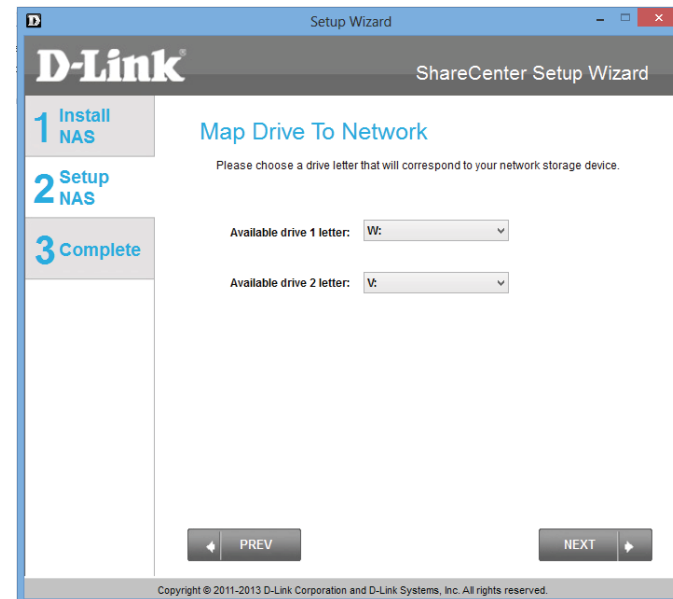 Setup Wizard
D-Link®
ShareCenter Setup Wizard
1 Install
NAS
2 Setup
NAS
3 Complete
Map Drive To Network
Please choose a drive letter that will correspond to your network storage device.
Available drive 1 letter: W:
Available drive 2 letter: V:
PREV
NEXT
Copyright © 2011-2013 D-Link Corporation and D-Link Systems, Inc. All rights reserved.